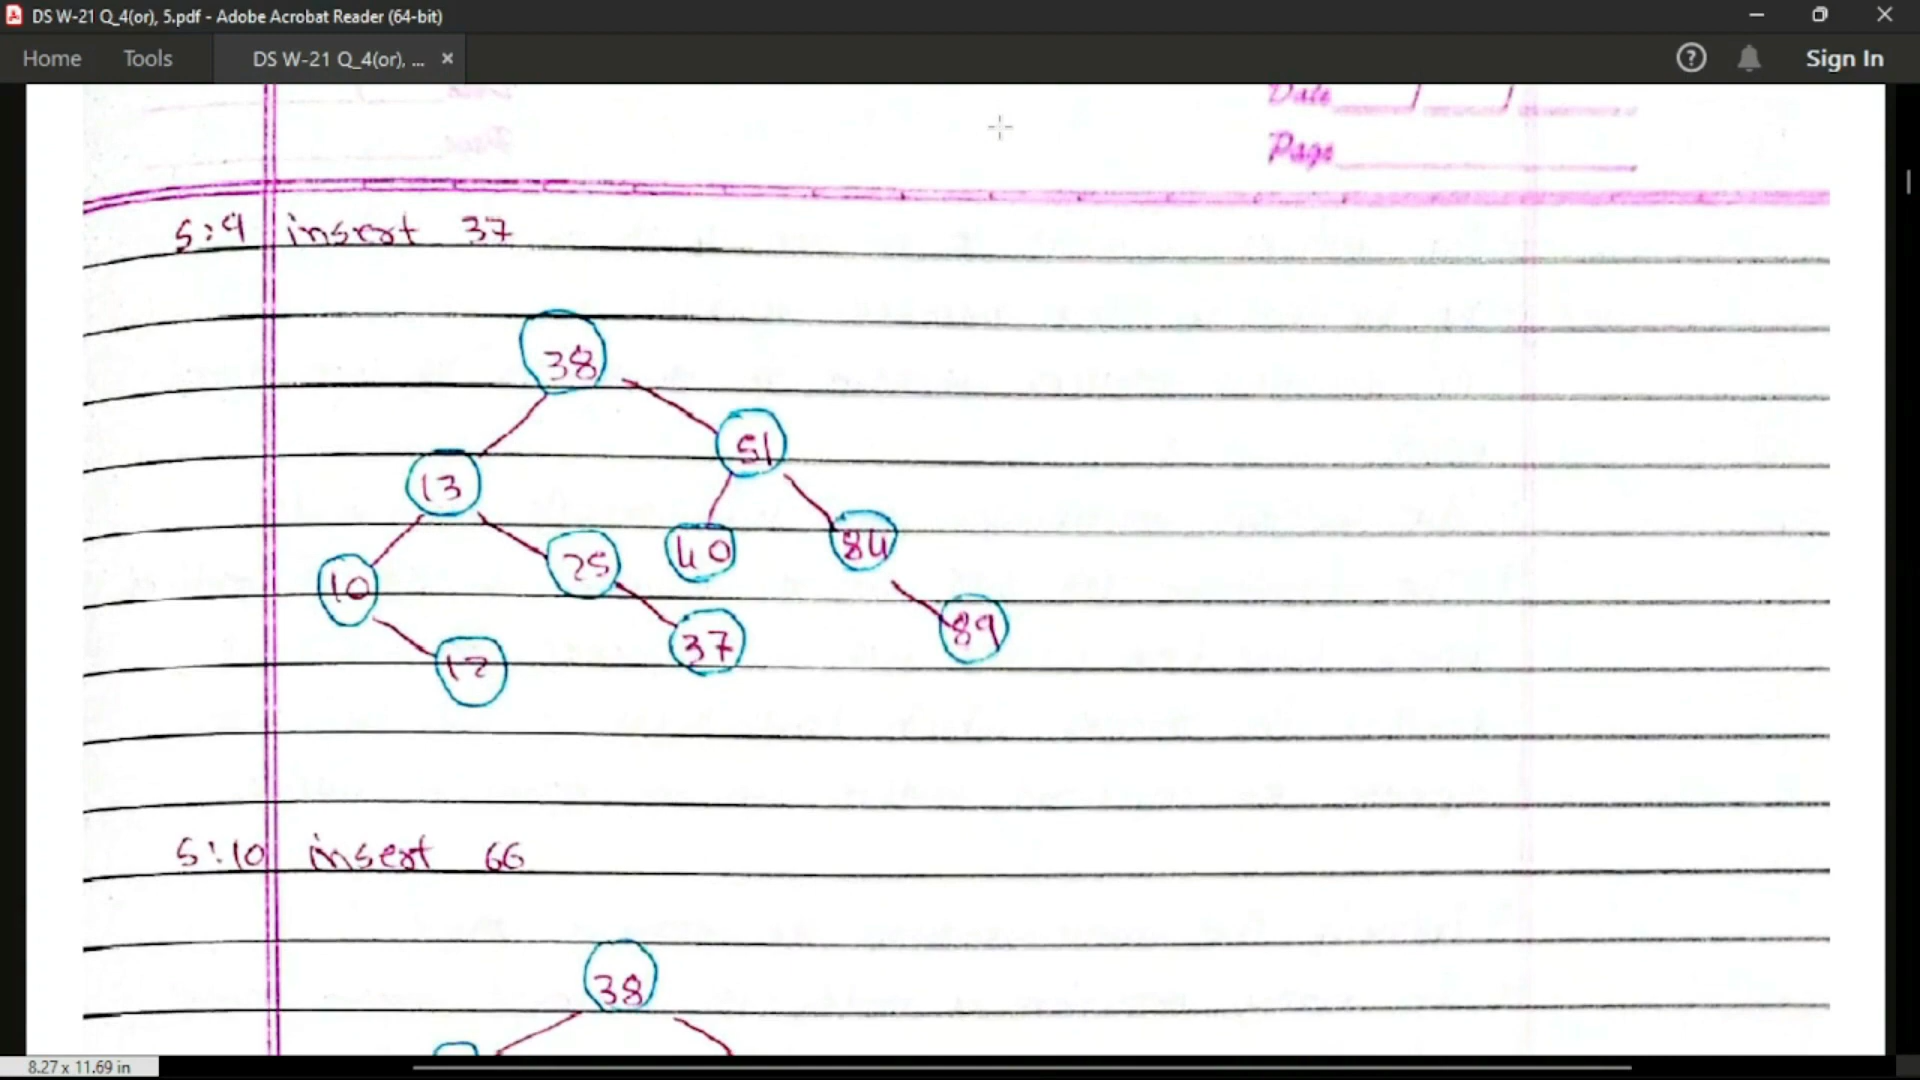 DS W-21 Q_4(or), 5.pdf - Adobe Acrobat Reader (64-bit)
Home Tools DS W-21 Q_4(or), ... × Sign In
Date
Page
S:9 insert 37
38
51
13
40 84
25
10
89
37
12
S:10 insert 66
38
8.27 x 11.69 in